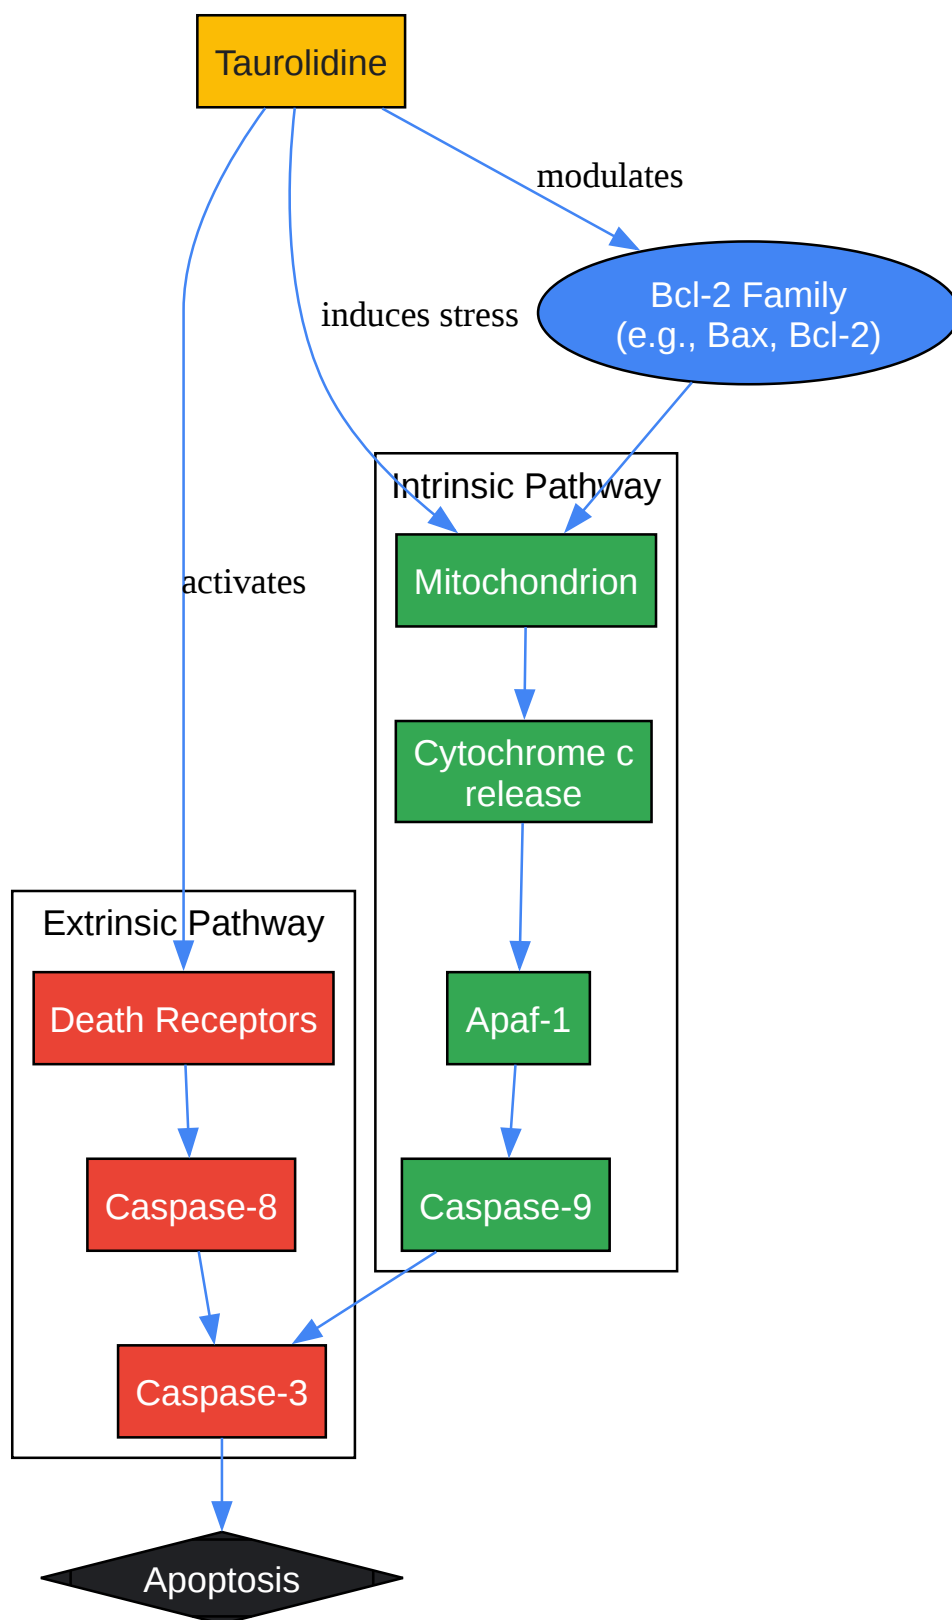 Taurolidine
modulates
Bcl-2 Family
(e.g., Bax, Bcl-2)
induces stress
Intrinsic Pathway
Mitochondrion
activates
Cytochrome c
release
Extrinsic Pathway
Death Receptors
Apaf-1
Caspase-8
Caspase-9
Caspase-3
Apoptosis